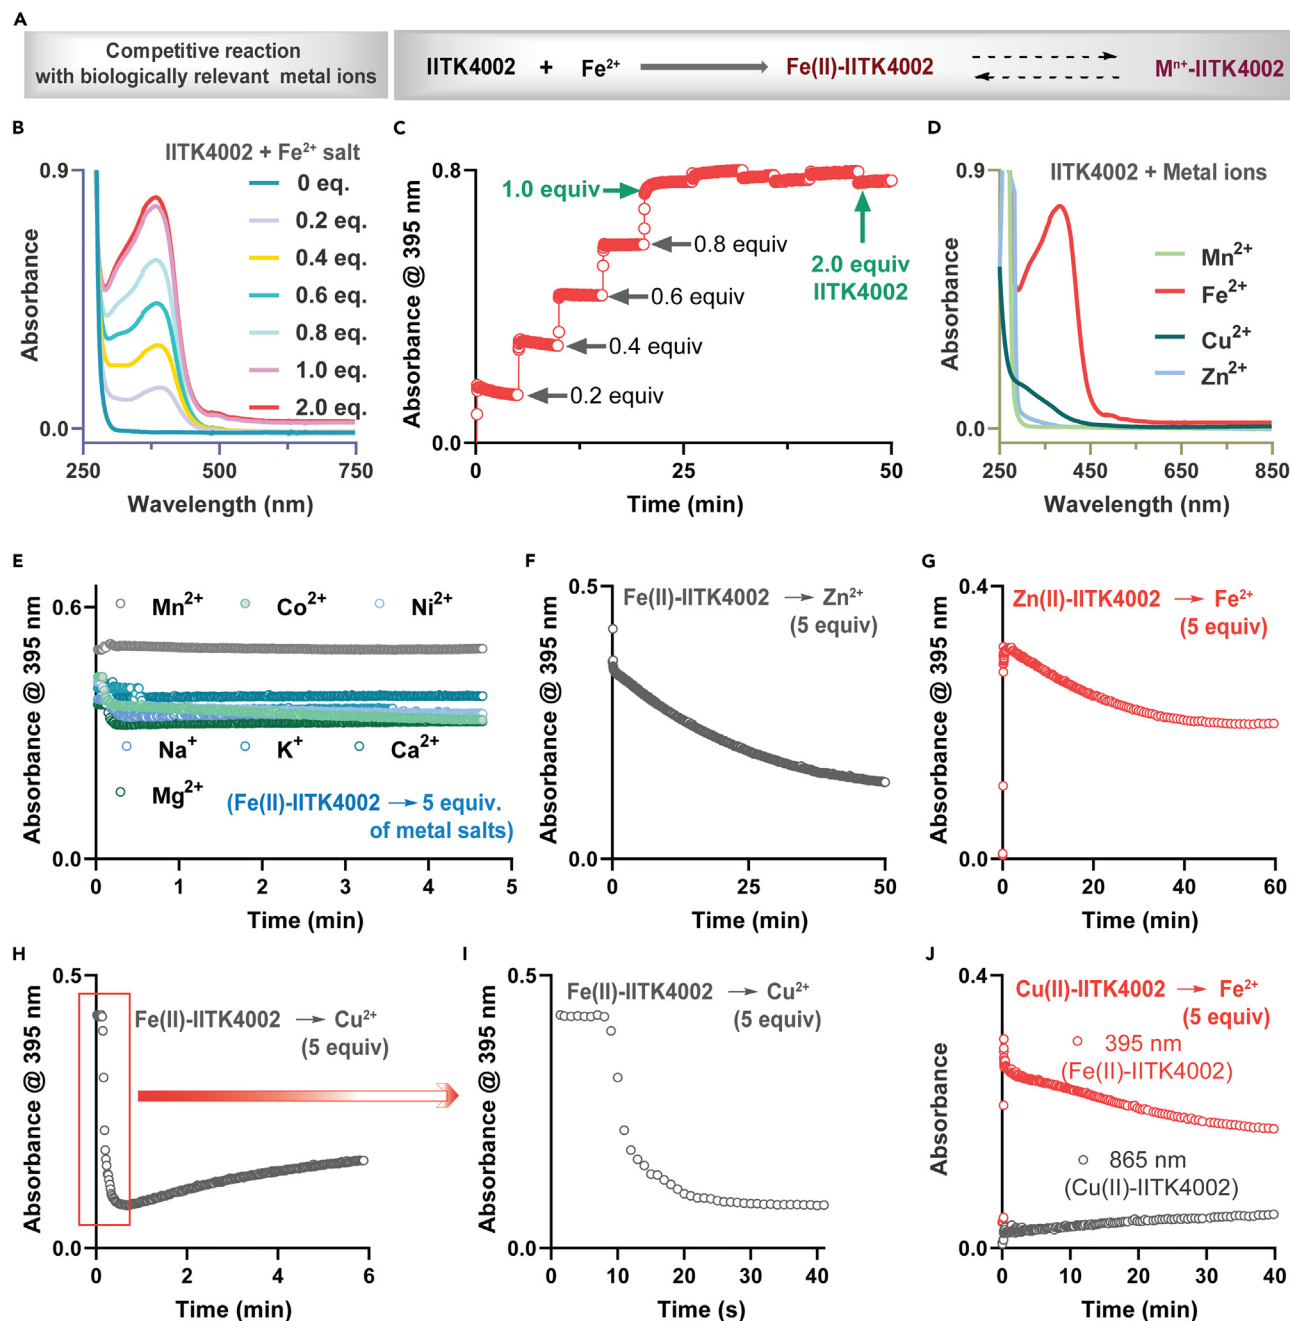 A
Competitive reaction
with biologically relevant metal ions
IITK4002 + Fe²⁺ Fe(II)-IITK4002 Mⁿ⁺-IITK4002
B
IITK4002 + Fe²⁺ salt
0.9
0 eq.
0.2 eq.
0.4 eq.
0.6 eq.
0.8 eq.
1.0 eq.
2.0 eq.
0.0
Absorbance
250 500 750
Wavelength (nm)
C
0.8
1.0 equiv
0.8 equiv
2.0 equiv
IITK4002
0.6 equiv
0.4 equiv
0.2 equiv
0.0
Absorbance @ 395 nm
0 25 50
Time (min)
D
0.9
IITK4002 + Metal ions
Mn²⁺
Fe²⁺
Cu²⁺
Zn²⁺
0.0
Absorbance
250 450 650 850
Wavelength (nm)
E
0.6
Mn²⁺ Co²⁺ Ni²⁺
Na⁺ K⁺ Ca²⁺
Mg²⁺ (Fe(II)-IITK4002 → 5 equiv.
of metal salts)
0.0
Absorbance @ 395 nm
0 1 2 3 4 5
Time (min)
F
0.5
Fe(II)-IITK4002 → Zn²⁺
(5 equiv)
0.0
Absorbance @ 395 nm
0 25 50
Time (min)
G
0.4
Zn(II)-IITK4002 → Fe²⁺
(5 equiv)
0.0
Absorbance @ 395 nm
0 20 40 60
Time (min)
H
0.5
Fe(II)-IITK4002 → Cu²⁺
(5 equiv)
0.0
Absorbance @ 395 nm
0 2 4 6
Time (min)
I
0.5
Fe(II)-IITK4002 → Cu²⁺
(5 equiv)
0.0
Absorbance @ 395 nm
0 10 20 30 40
Time (s)
J
0.4
Cu(II)-IITK4002 → Fe²⁺
(5 equiv)
395 nm
(Fe(II)-IITK4002)
865 nm
(Cu(II)-IITK4002)
0.0
Absorbance
0 10 20 30 40
Time (min)